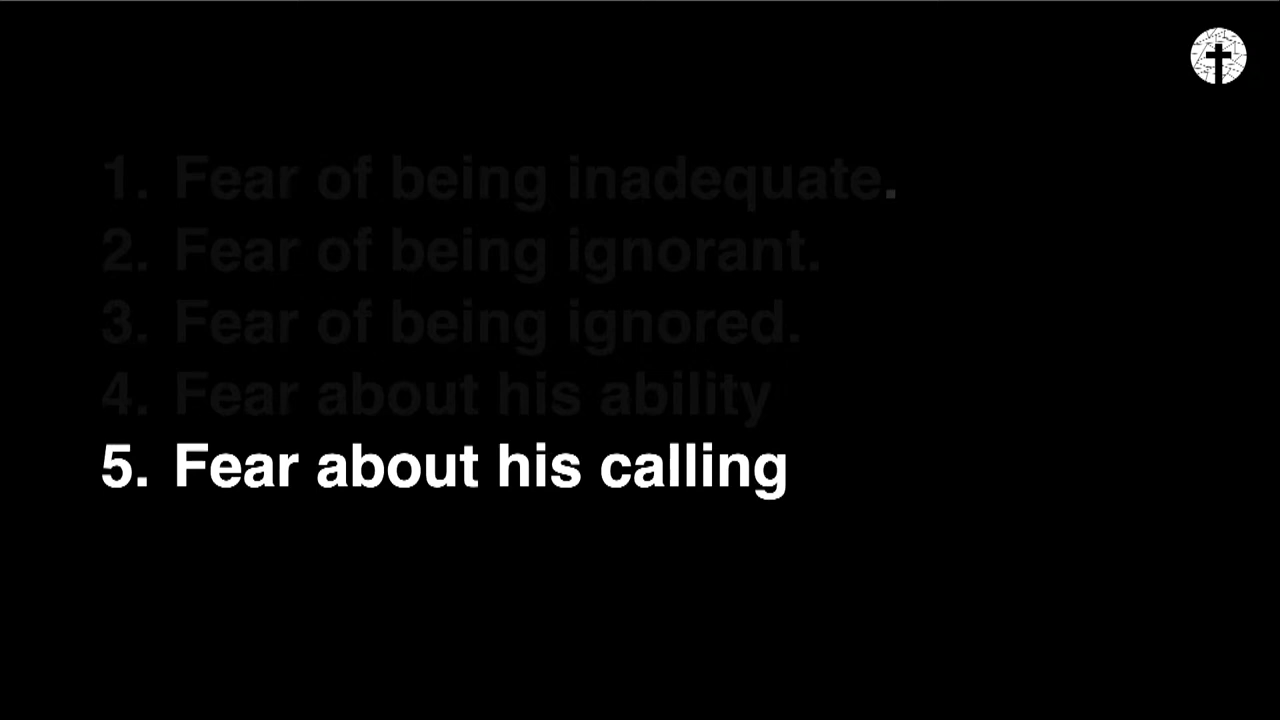 1. Fear of being inadequate.
2. Fear of being ignorant.
3. Fear of being ignored.
4. Fear about his ability
5. Fear about his calling